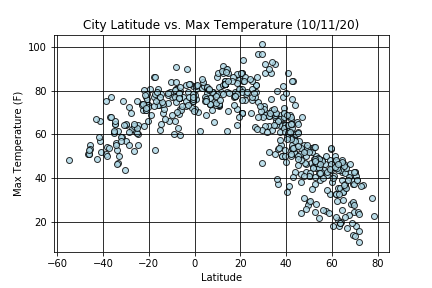 City Latitude vs. Max Temperature (10/11/20)
100
80
60
40
20
Max Temperature (F)
−60 −40 −20 0 20 40 60 80
Latitude